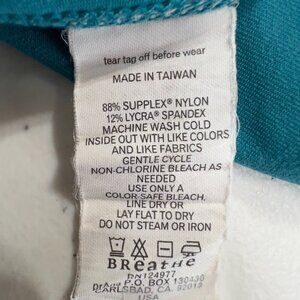 tear tag off before wear
MADE IN TAIWAN
88% SUPPLEX® NYLON
12% LYCRA® SPANDEX
MACHINE WASH COLD
INSIDE OUT WITH LIKE COLORS
AND LIKE FABRICS
GENTLE CYCLE
NON-CHLORINE BLEACH AS
NEEDED
USE ONLY A
COLOR-SAFE BLEACH,
LINE DRY OR
LAY FLAT TO DRY
DO NOT STEAM OR IRON
BREATHE
RN124977
P.O. BOX 130430
CARLSBAD, CA. 92013
USA